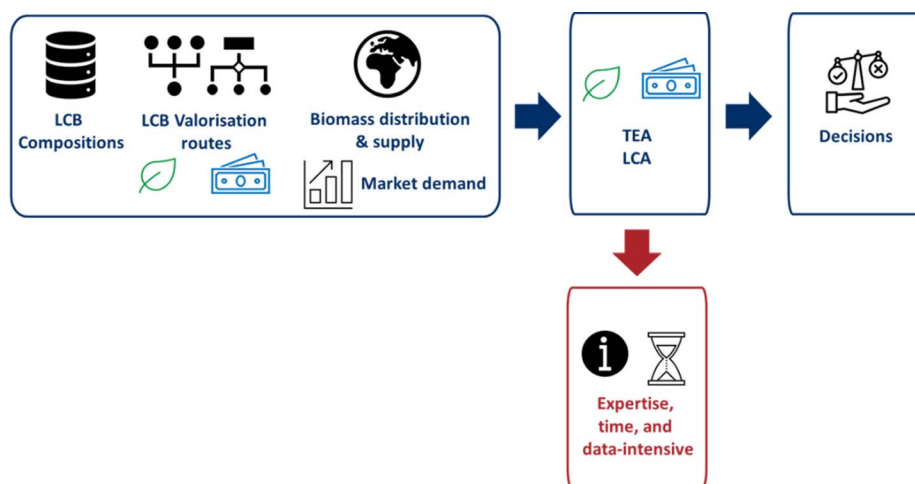 LCB
Compositions
LCB Valorisation
routes
Biomass distribution
& supply
Market demand
TEA
LCA
Decisions
Expertise,
time, and
data-intensive